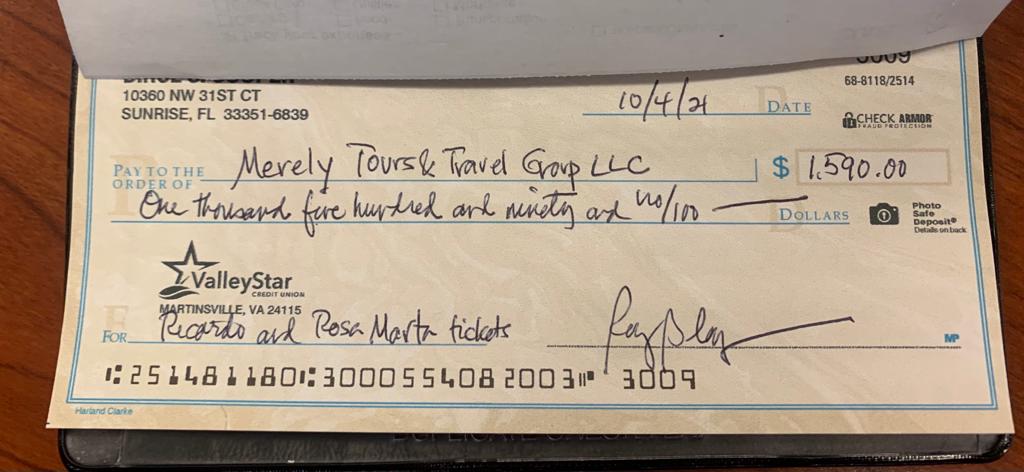 3009
10360 NW 31ST CT
SUNRISE, FL 33351-6839
68-8118/2514
10/4/21 DATE
CHECK ARMOR
FRAUD PROTECTION
PAY TO THE ORDER OF Merely Tours & Travel Group LLC $ 1,590.00
One thousand five hundred and ninety and no/100 DOLLARS
Photo
Safe
Deposit®
Details on back
ValleyStar
CREDIT UNION
MARTINSVILLE, VA 24115
FOR Ricardo and Rosa Marta tickets
MP
⑆251481180⑆3000554082003⑈ 3009
Harland Clarke